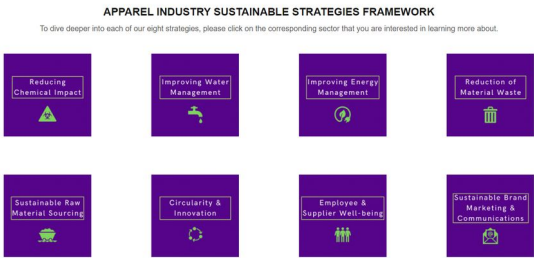 APPAREL INDUSTRY SUSTAINABLE STRATEGIES FRAMEWORK
To dive deeper into each of our eight strategies, please click on the corresponding sector that you are interested in learning more about.
Reducing
Chemical Impact
Improving Water
Management
Improving Energy
Management
Reduction of
Material Waste
Sustainable Raw
Material Sourcing
Circularity &
Innovation
Employee &
Supplier Well-being
Sustainable Brand
Marketing &
Communications